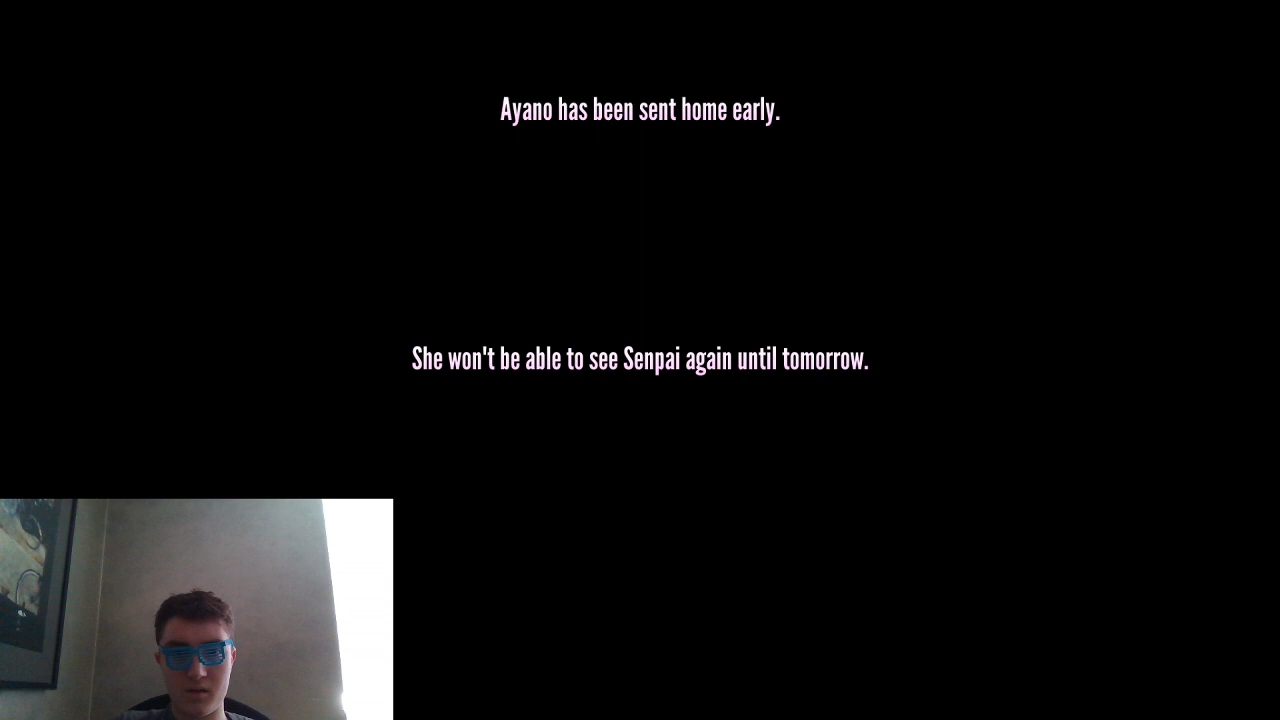 Ayano has been sent home early.
She won't be able to see Senpai again until tomorrow.